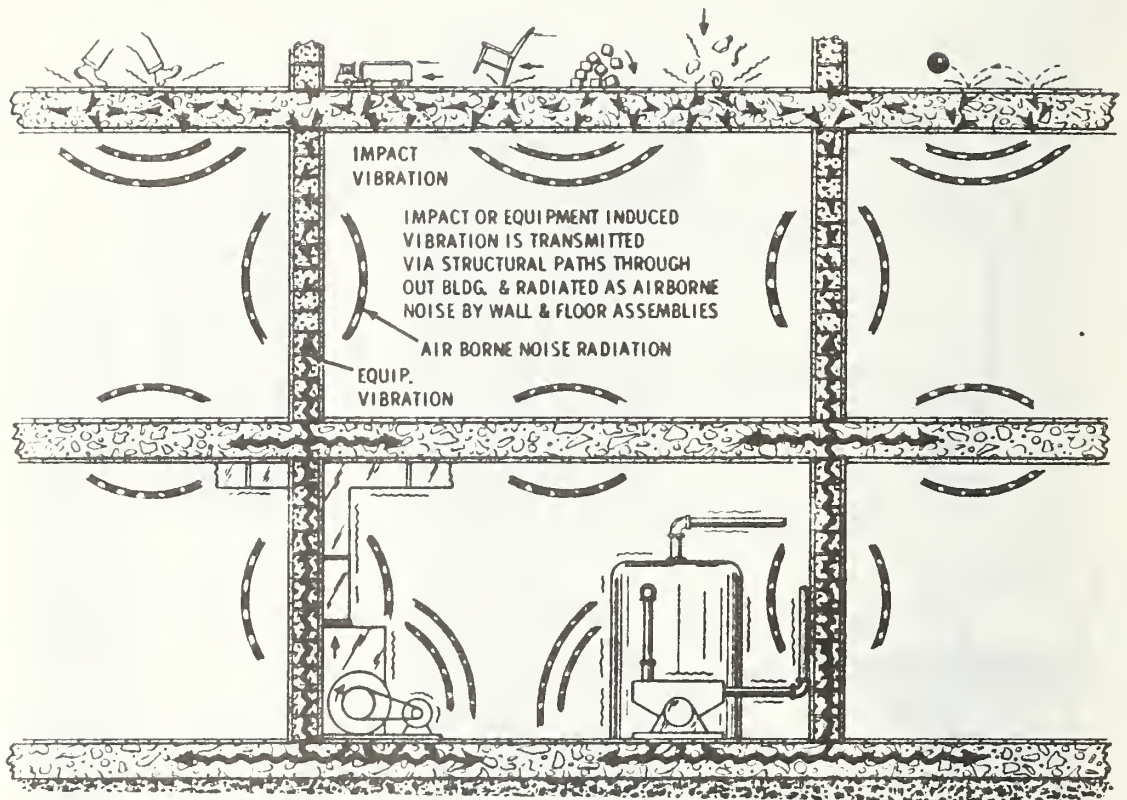 IMPACT
VIBRATION
IMPACT OR EQUIPMENT INDUCED
VIBRATION IS TRANSMITTED
VIA STRUCTURAL PATHS THROUGH
OUT BLDG. & RADIATED AS AIRBORNE
NOISE BY WALL & FLOOR ASSEMBLIES
AIR BORNE NOISE RADIATION
EQUIP.
VIBRATION